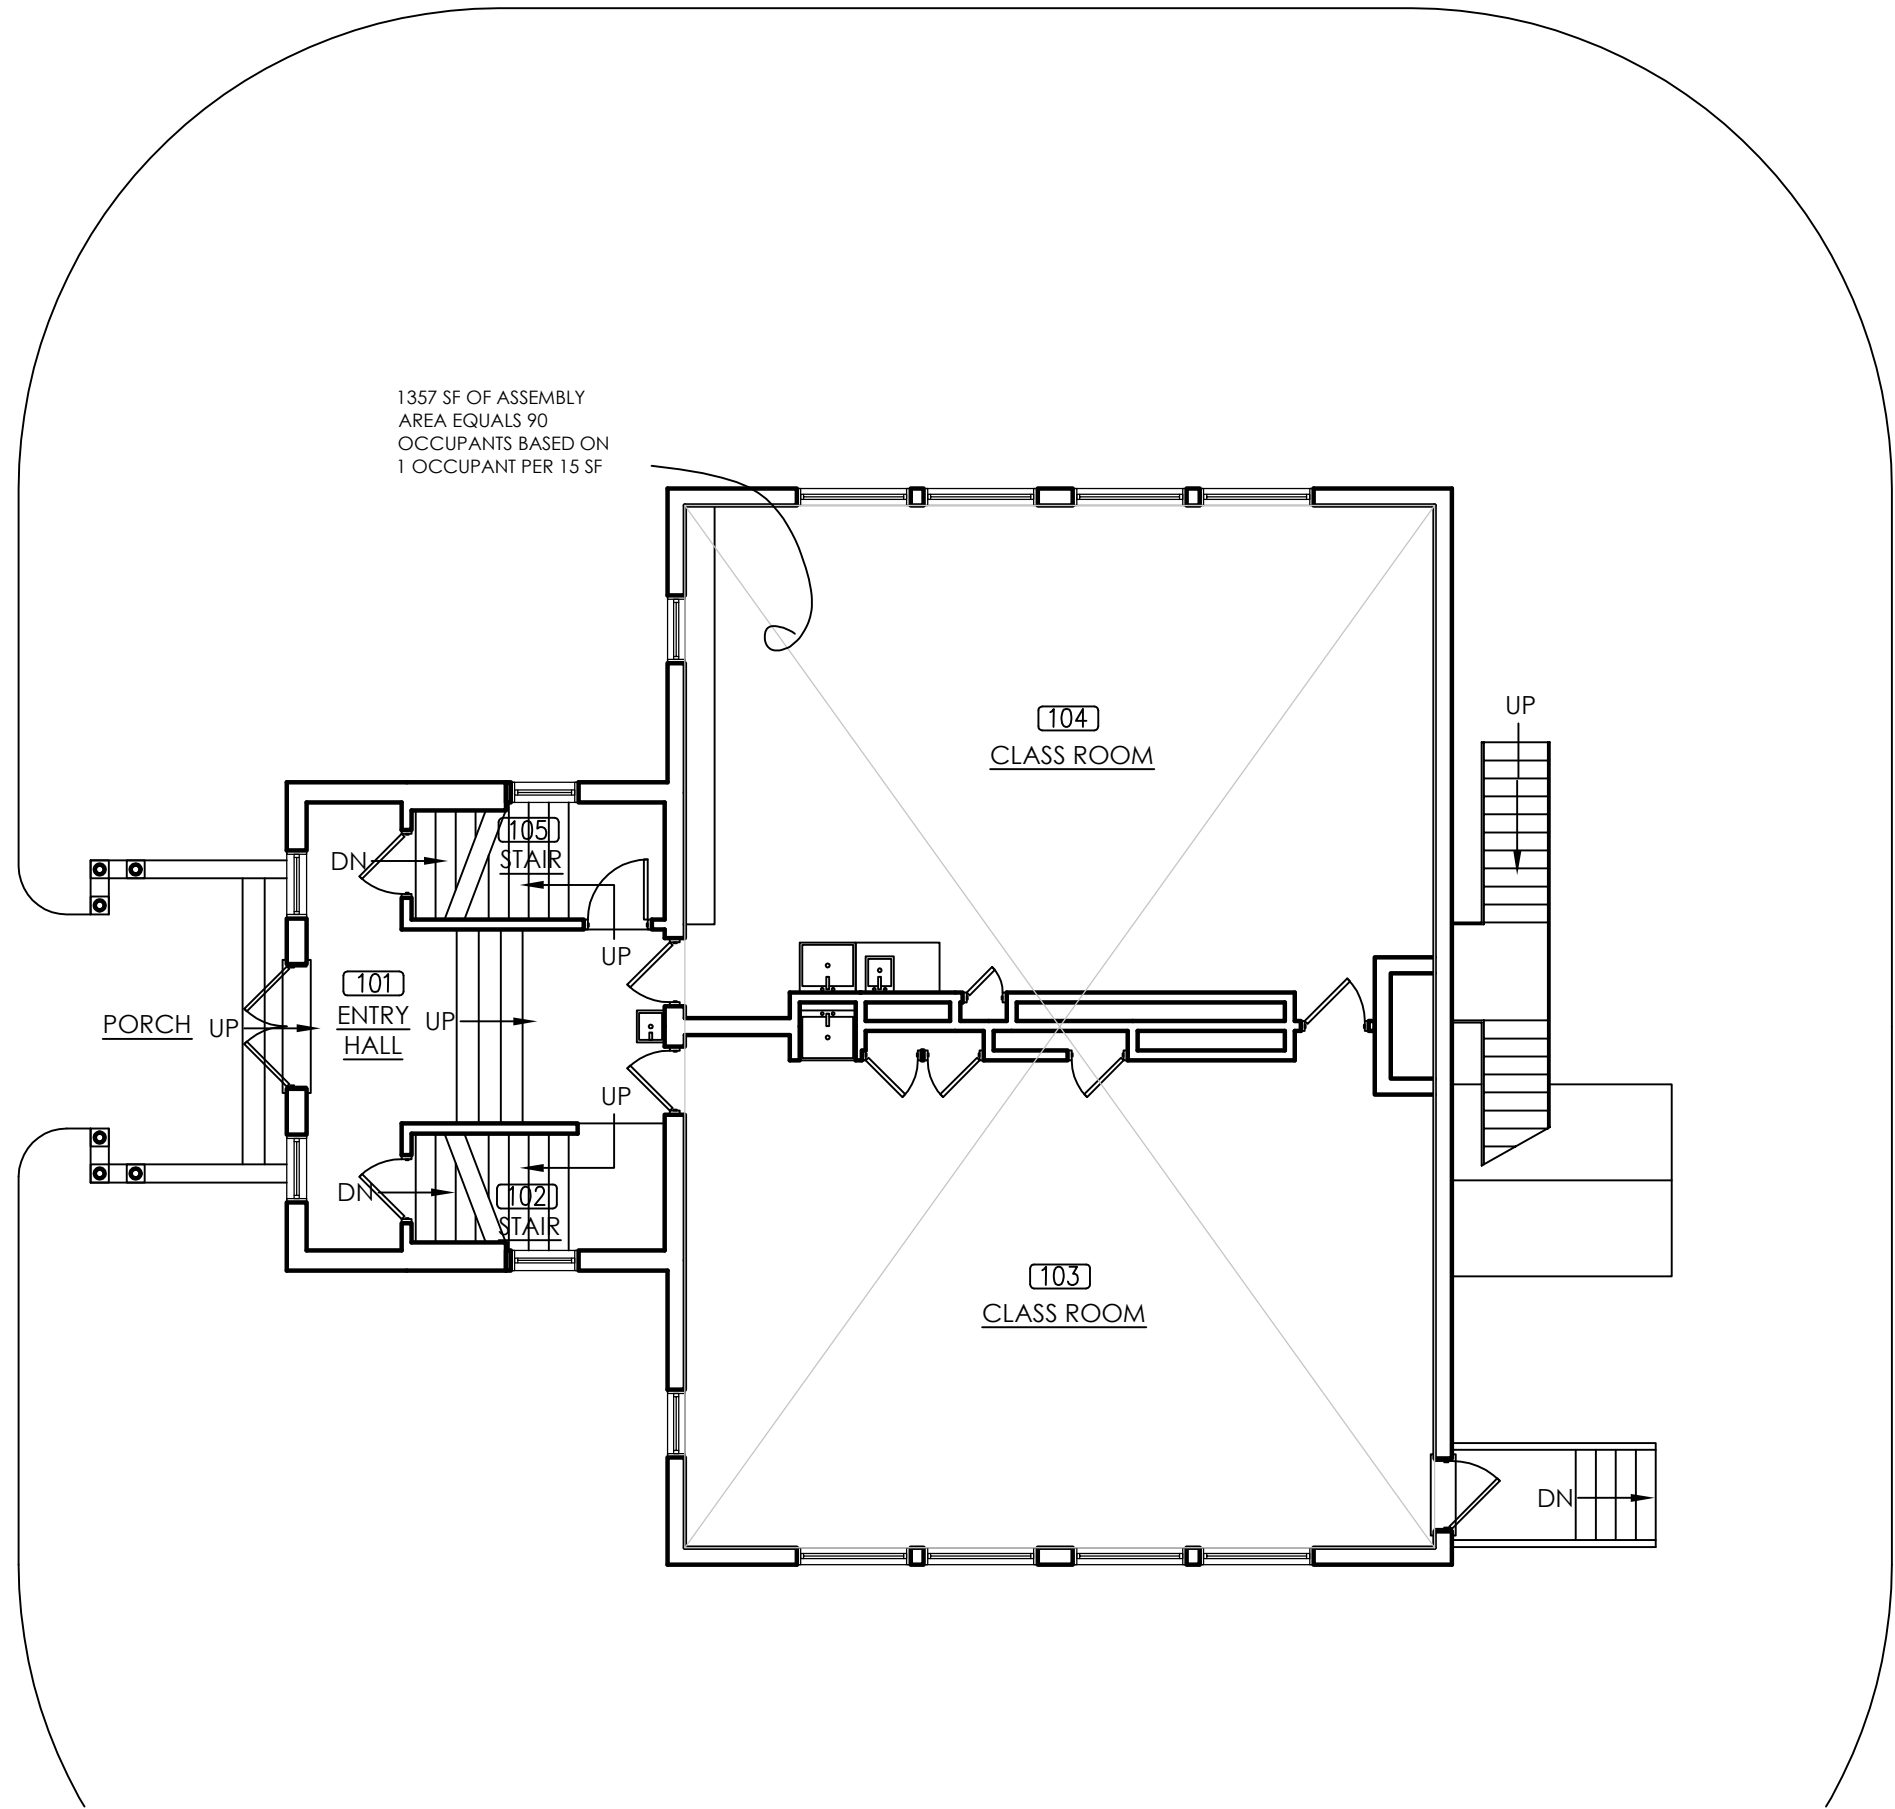 1357 SF OF ASSEMBLY
AREA EQUALS 90
OCCUPANTS BASED ON
1 OCCUPANT PER 15 SF
104
CLASS ROOM
UP
105
STAIR
DN
UP
101
ENTRY
HALL
PORCH
UP
UP
UP
DN
102
STAIR
103
CLASS ROOM
DN